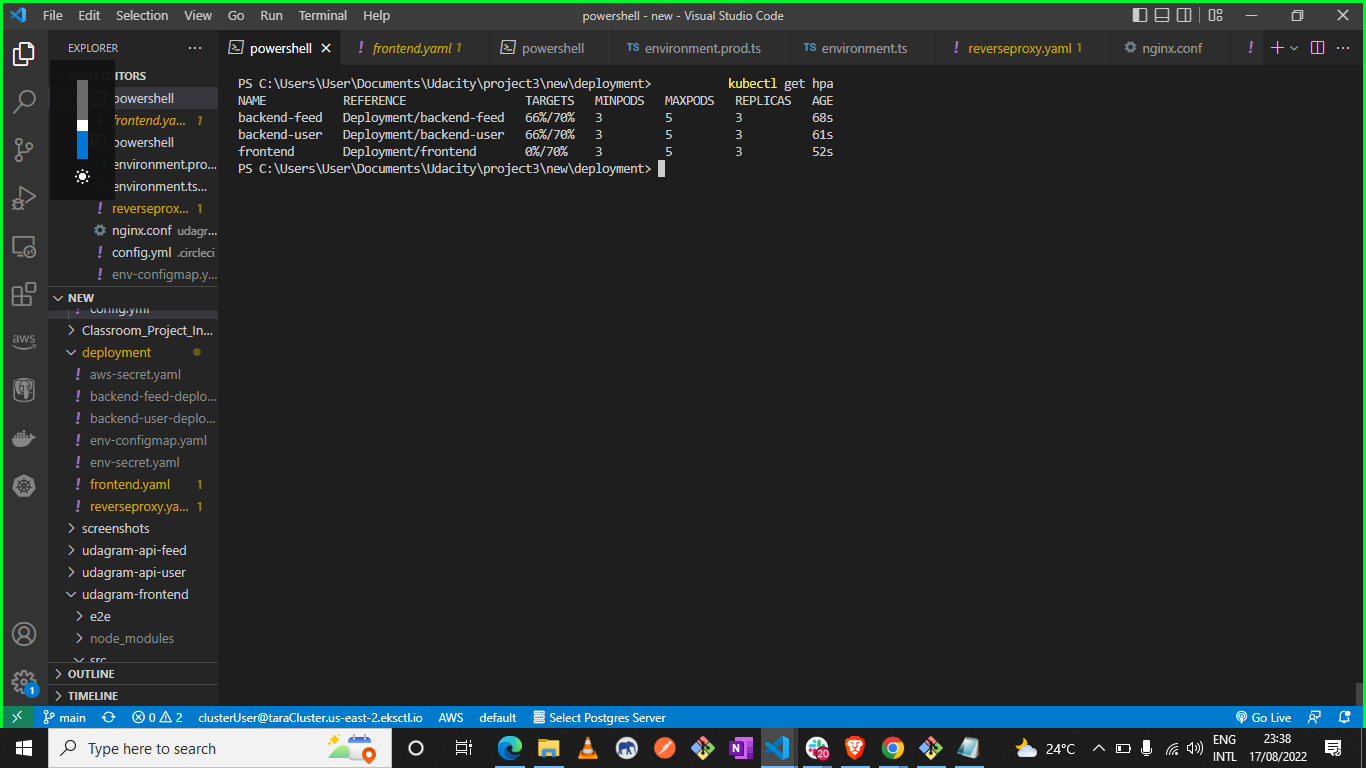 File Edit Selection View Go Run Terminal Help powershell - new - Visual Studio Code
EXPLORER ··· powershell frontend.yaml 1 powershell TS environment.prod.ts TS environment.ts reverseproxy.yaml 1 nginx.conf
OPEN EDITORS
powershell
frontend.ya... 1
powershell
environment.pro...
environment.ts...
reverseprox... 1
nginx.conf udagr...
config.yml .circleci
env-configmap.y...
NEW
config.yml
Classroom_Project_In...
deployment
aws-secret.yaml
backend-feed-deplo...
backend-user-deplo...
env-configmap.yaml
env-secret.yaml
frontend.yaml 1
reverseproxy.ya... 1
screenshots
udagram-api-feed
udagram-api-user
udagram-frontend
e2e
node_modules
src
OUTLINE
TIMELINE
aws
1
PS C:\Users\User\Documents\Udacity\project3\new\deployment> kubectl get hpa
NAME REFERENCE TARGETS MINPODS MAXPODS REPLICAS AGE
backend-feed Deployment/backend-feed 66%/70% 3 5 3 68s
backend-user Deployment/backend-user 66%/70% 3 5 3 61s
frontend Deployment/frontend 0%/70% 3 5 3 52s
PS C:\Users\User\Documents\Udacity\project3\new\deployment>
main 0 2 clusterUser@taraCluster.us-east-2.eksctl.io AWS default Select Postgres Server Go Live
Type here to search 20 24°C ENG 23:38
INTL 17/08/2022